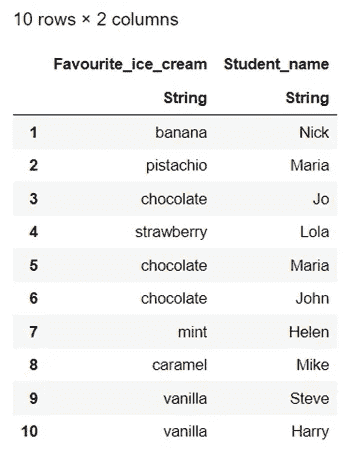 10 rows × 2 columns
Favourite_ice_cream Student_name
String String
1 banana Nick
2 pistachio Maria
3 chocolate Jo
4 strawberry Lola
5 chocolate Maria
6 chocolate John
7 mint Helen
8 caramel Mike
9 vanilla Steve
10 vanilla Harry